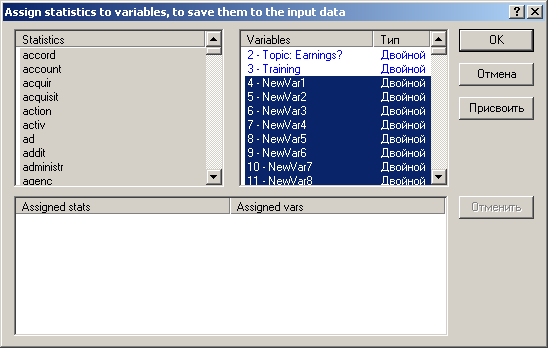 Assign statistics to variables, to save them to the input data
Statistics
accord
account
acquir
acquisit
action
activ
ad
addit
administr
agenc
Variables Тип
2 - Topic: Earnings? Двойной
3 - Training Двойной
4 - NewVar1 Двойной
5 - NewVar2 Двойной
6 - NewVar3 Двойной
7 - NewVar4 Двойной
8 - NewVar5 Двойной
9 - NewVar6 Двойной
10 - NewVar7 Двойной
11 - NewVar8 Двойной
OK
Отмена
Присвоить
Assigned stats Assigned vars
Отменить